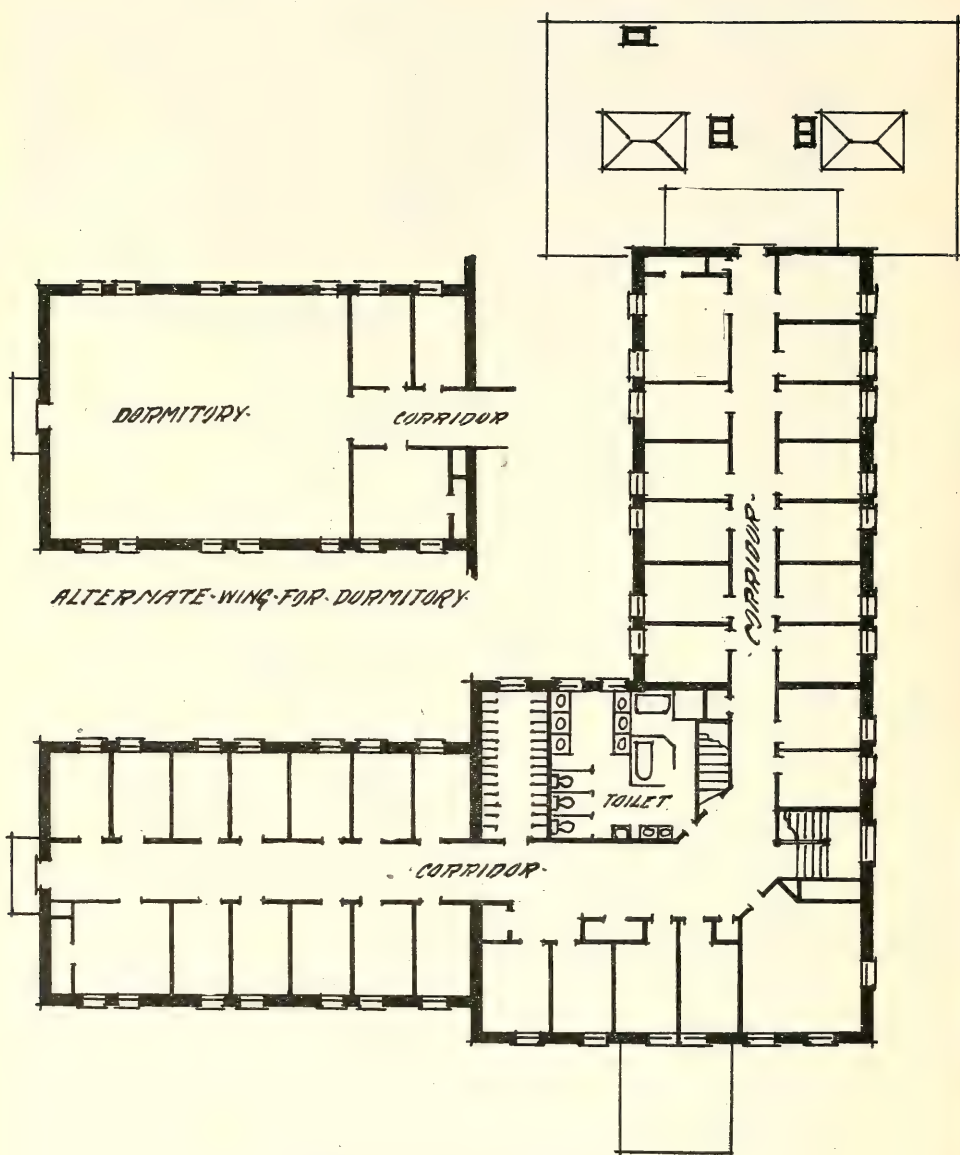 DORMITORY.
CORRIDOR
ALTERNATE-WING-FOR-DORMITORY.
CORRIDOR-
TOILET.
CORRIDOR-